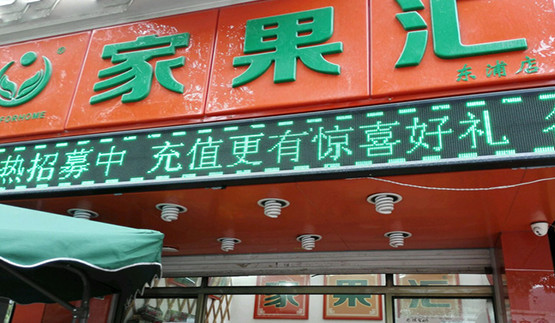 家果汇
东浦店
热招募中 充值更有惊喜好礼
家果汇